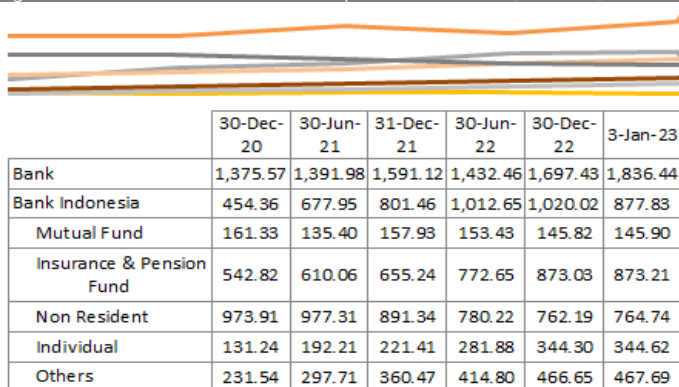 30-Dec-20 30-Jun-21 31-Dec-21 30-Jun-22 30-Dec-22 3-Jan-23
Bank 1,375.57 1,391.98 1,591.12 1,432.46 1,697.43 1,836.44
Bank Indonesia 454.36 677.95 801.46 1,012.65 1,020.02 877.83
Mutual Fund 161.33 135.40 157.93 153.43 145.82 145.90
Insurance & Pension Fund 542.82 610.06 655.24 772.65 873.03 873.21
Non Resident 973.91 977.31 891.34 780.22 762.19 764.74
Individual 131.24 192.21 221.41 281.88 344.30 344.62
Others 231.54 297.71 360.47 414.80 466.65 467.69